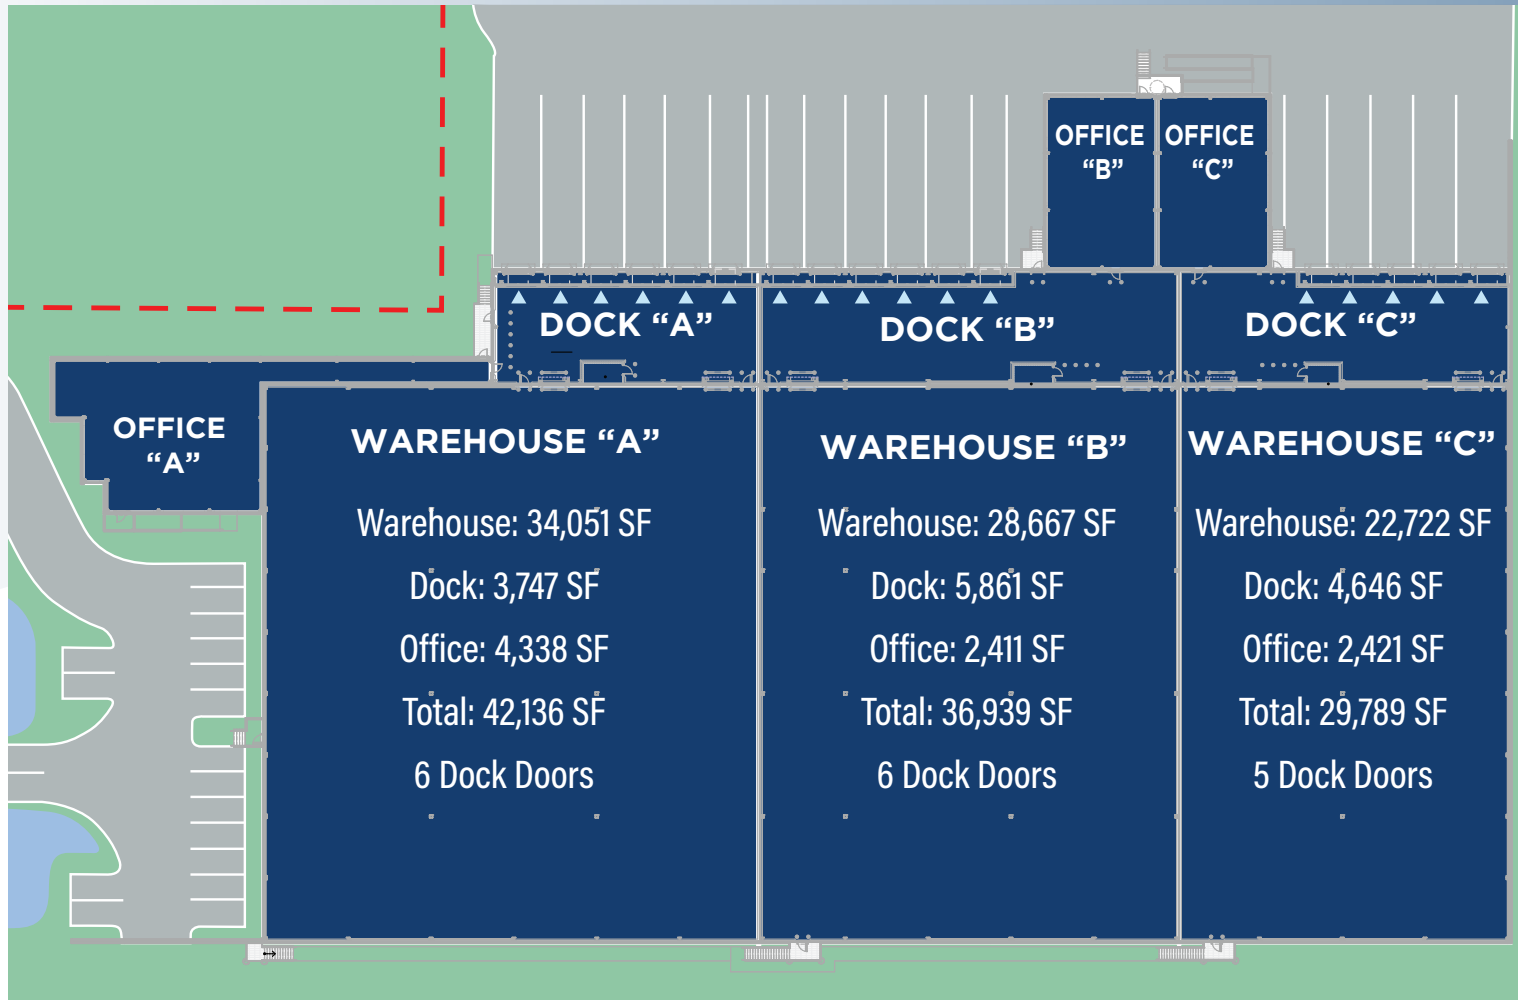 OFFICE
“B”
OFFICE
“C”
DOCK “A”
DOCK “B”
DOCK “C”
OFFICE
“A”
WAREHOUSE “A”
Warehouse: 34,051 SF
Dock: 3,747 SF
Office: 4,338 SF
Total: 42,136 SF
6 Dock Doors
WAREHOUSE “B”
Warehouse: 28,667 SF
Dock: 5,861 SF
Office: 2,411 SF
Total: 36,939 SF
6 Dock Doors
WAREHOUSE “C”
Warehouse: 22,722 SF
Dock: 4,646 SF
Office: 2,421 SF
Total: 29,789 SF
5 Dock Doors